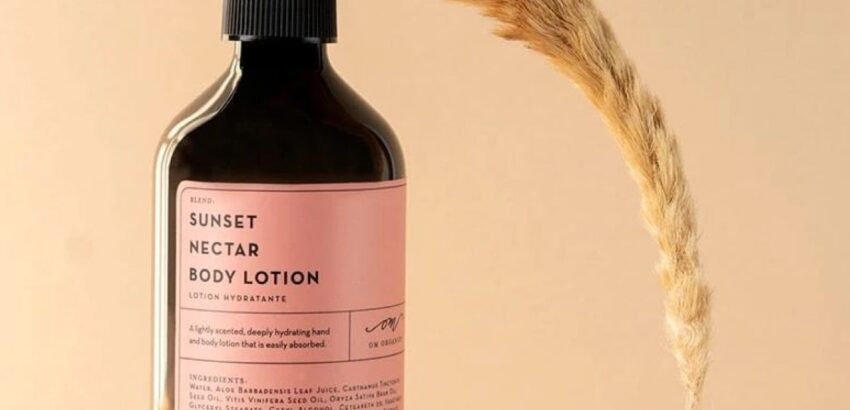 BLEND:
SUNSET
NECTAR
BODY LOTION
LOTION HYDRATANTE
A lightly scented, deeply hydrating hand
and body lotion that is easily absorbed.
om
OM ORGANICS
INGREDIENTS:
WATER, ALOE BARBADENSIS LEAF JUICE, CARTHAMUS
SEED OIL, VITIS VINIFERA SEED OIL, ORYZA SATIVA BRAN OIL,
GLYCERYL STEARATE, CETYL ALCOHOL, CETEARETH 20,